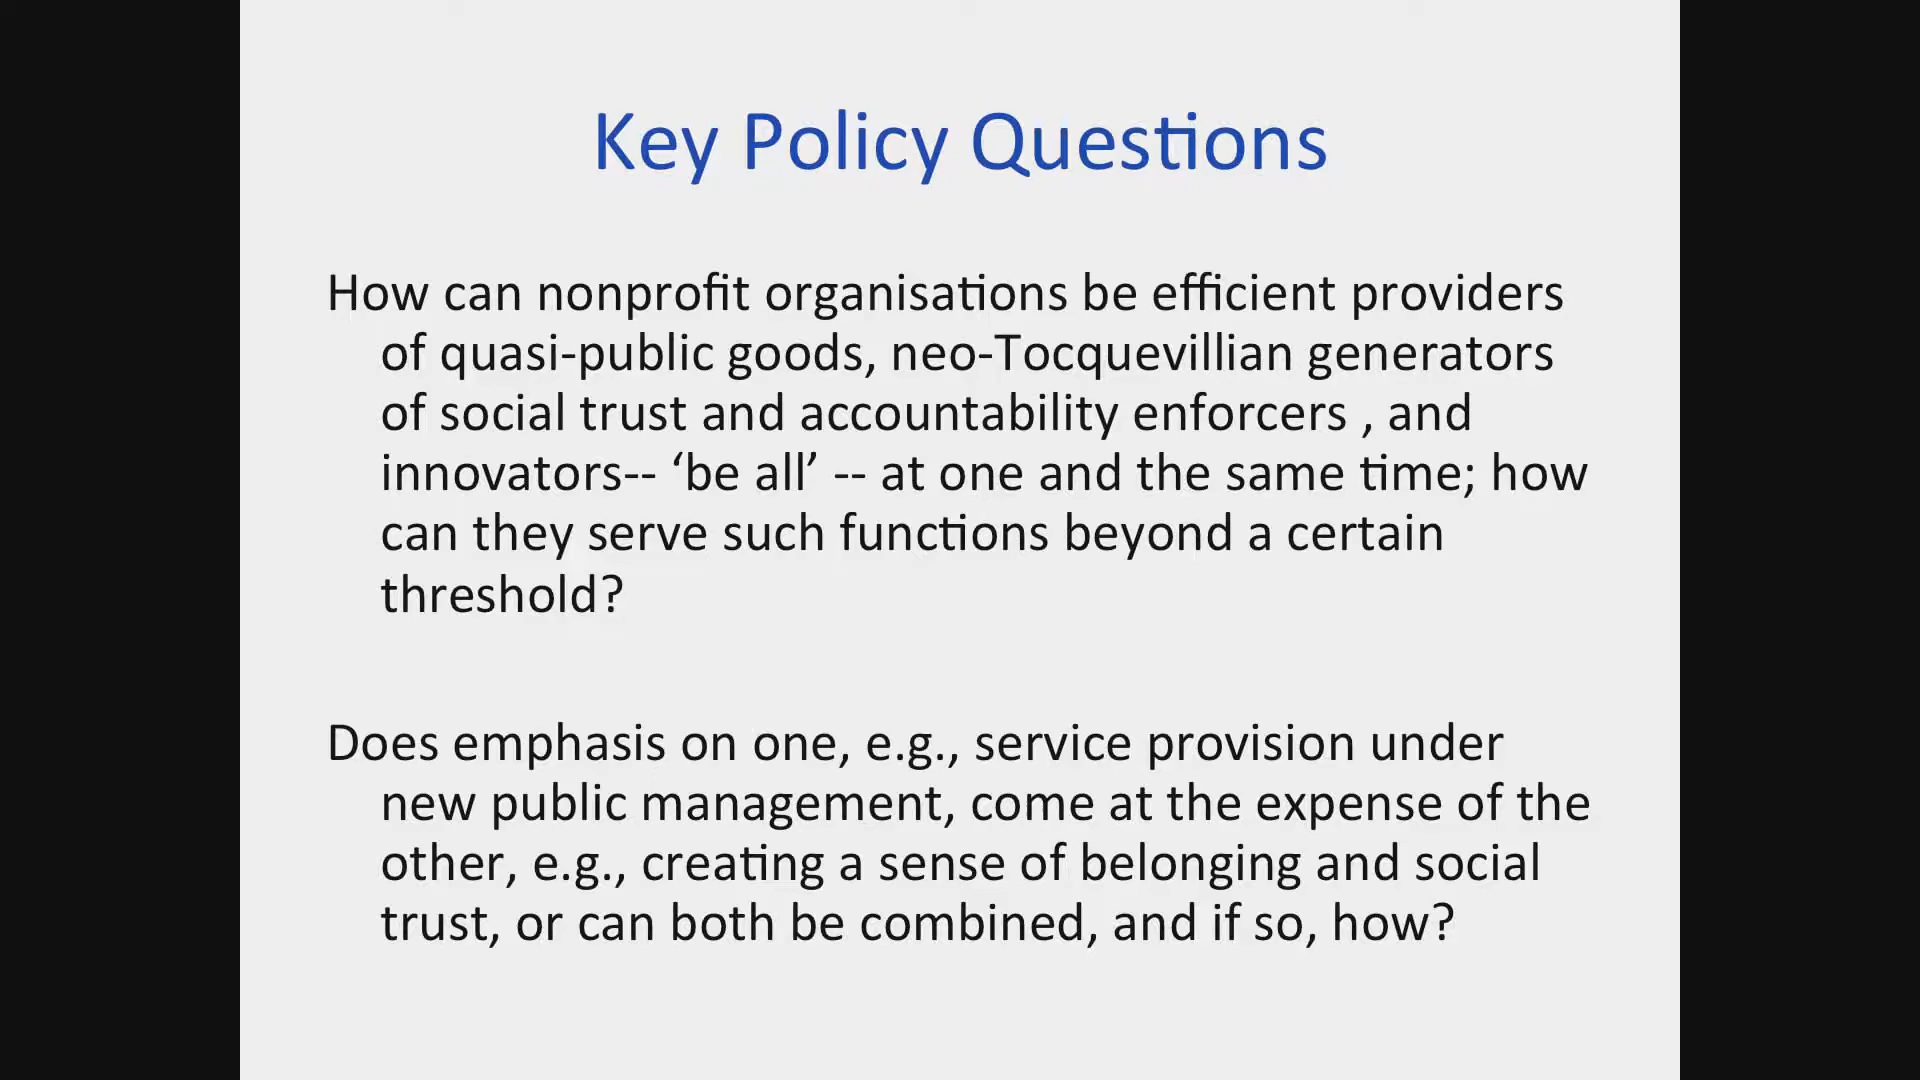 Key Policy Questions
How can nonprofit organisations be efficient providers
of quasi-public goods, neo-Tocquevillian generators
of social trust and accountability enforcers , and
innovators-- ‘be all’ -- at one and the same time; how
can they serve such functions beyond a certain
threshold?
Does emphasis on one, e.g., service provision under
new public management, come at the expense of the
other, e.g., creating a sense of belonging and social
trust, or can both be combined, and if so, how?